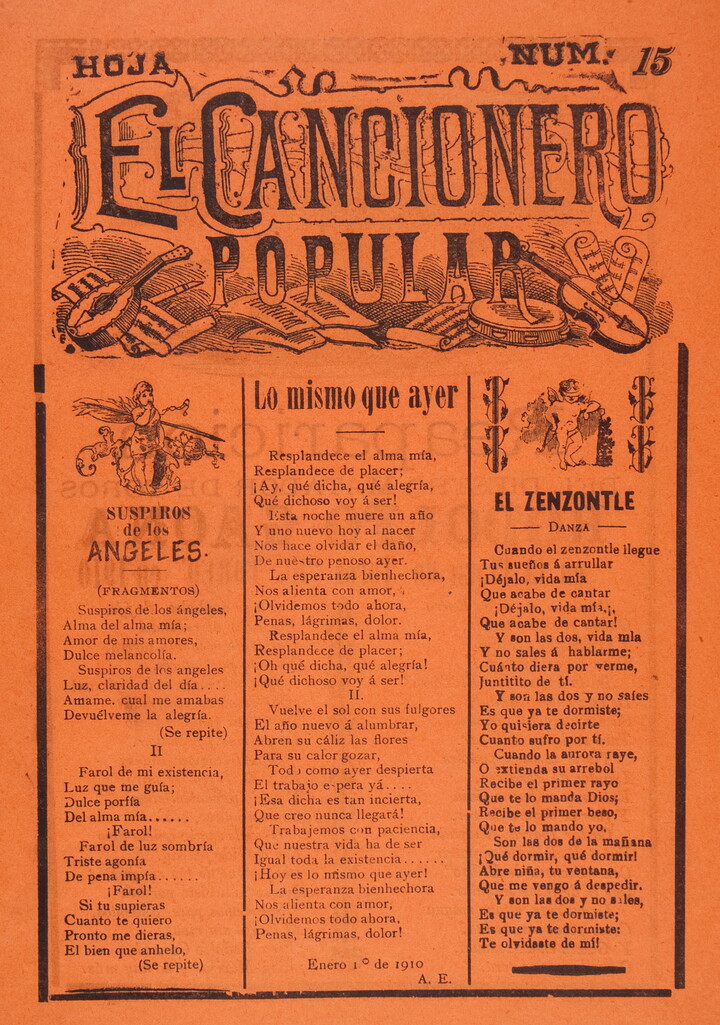 HOJA NUM. 15
EL CANCIONERO
POPULAR
SUSPIROS
de los
ANGELES.
(FRAGMENTOS)
Suspiros de los ángeles,
Alma del alma mía;
Amor de mis amores,
Dulce melancolía.
Suspiros de los angeles
Luz, claridad del día....
Amame. cual me amabas
Devuélveme la alegría.
(Se repite)
II
Farol de mi existencia,
Luz que me guía;
Dulce porfía
Del alma mía......
¡Farol!
Farol de luz sombría
Triste agonía
De pena impía......
¡Farol!
Si tu supieras
Cuanto te quiero
Pronto me dieras,
El bien que anhelo,
(Se repite)
Lo mismo que ayer
Resplandece el alma mía,
Resplandece de placer;
¡Ay, qué dicha, qué alegría,
Qué dichoso voy á ser!
Esta noche muere un año
Y uno nuevo hoy al nacer
Nos hace olvidar el daño,
De nuestro penoso ayer.
La esperanza bienhechora,
Nos alienta con amor,
¡Olvidemos todo ahora,
Penas, lágrimas, dolor.
Resplandece el alma mía,
Resplandece de placer;
¡Oh qué dicha, qué alegría!
¡Qué dichoso voy á ser!
II.
Vuelve el sol con sus fulgores
El año nuevo á alumbrar,
Abren su cáliz las flores
Para su calor gozar,
Todo como ayer despierta
El trabajo espera yá....
¡Esa dicha es tan incierta,
Que creo nunca llegará!
Trabajemos con paciencia,
Que nuestra vida ha de ser
Igual toda la existencia......
¡Hoy es lo mismo que ayer!
La esperanza bienhechora
Nos alienta con amor,
¡Olvidemos todo ahora,
Penas, lágrimas, dolor!
Enero 1º de 1910
A. E.
EL ZENZONTLE
DANZA
Cuando el zenzontle llegue
Tus sueños á arrullar
¡Déjalo, vida mía
Que acabe de cantar
¡Déjalo, vida mía,¡,
Que acabe de cantar!
Y son las dos, vida mla
Y no sales á hablarme;
Cuánto diera por verme,
Juntitito de tí.
Y son las dos y no sales
Es que ya te dormiste;
Yo quisiera decirte
Cuanto sufro por tí.
Cuando la aurora raye,
O extienda su arrebol
Recibe el primer rayo
Que te lo manda Dios;
Recibe el primer beso,
Que te lo mando yo,
Son las dos de la mañana
¡Qué dormir, qué dormir!
Abre niña, tu ventana,
Que me vengo á despedir.
Y son las dos y no sales,
Es que ya te dormiste;
Es que ya te dormiste:
Te olvidaste de mí!